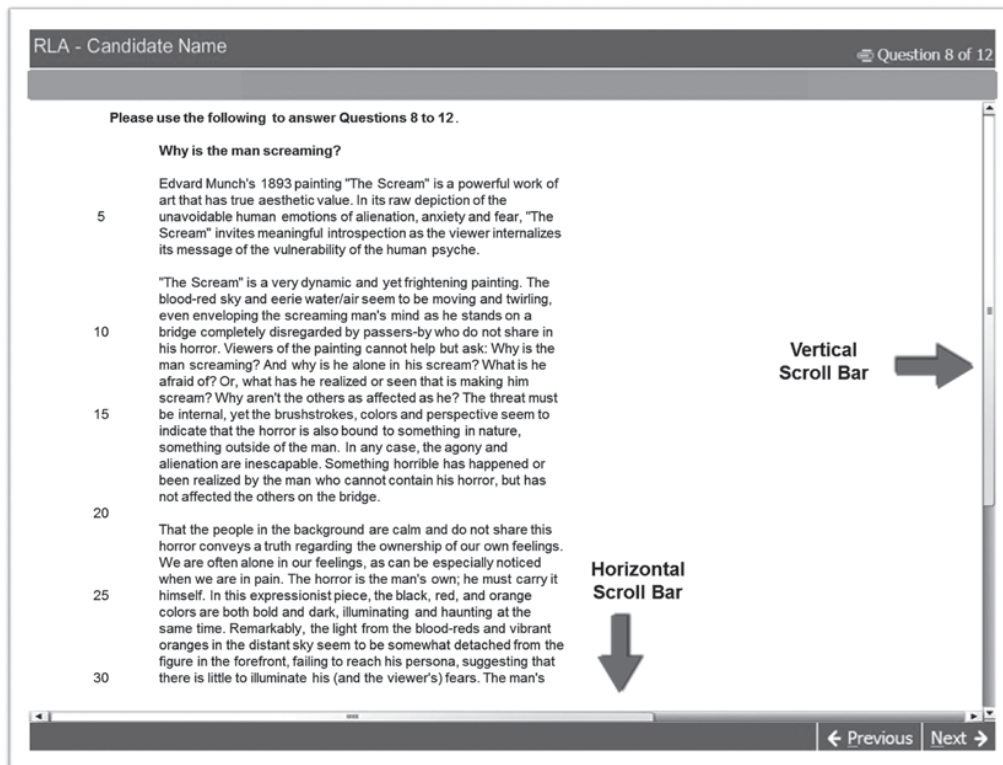 RLA - Candidate Name
Question 8 of 12
Please use the following to answer Questions 8 to 12.
Why is the man screaming?
Edvard Munch's 1893 painting "The Scream" is a powerful work of
art that has true aesthetic value. In its raw depiction of the
5 unavoidable human emotions of alienation, anxiety and fear, "The
Scream" invites meaningful introspection as the viewer internalizes
its message of the vulnerability of the human psyche.
"The Scream" is a very dynamic and yet frightening painting. The
blood-red sky and eerie water/air seem to be moving and twirling,
even enveloping the screaming man's mind as he stands on a
10 bridge completely disregarded by passers-by who do not share in
his horror. Viewers of the painting cannot help but ask: Why is the
man screaming? And why is he alone in his scream? What is he
afraid of? Or, what has he realized or seen that is making him
scream? Why aren't the others as affected as he? The threat must
15 be internal, yet the brushstrokes, colors and perspective seem to
indicate that the horror is also bound to something in nature,
something outside of the man. In any case, the agony and
alienation are inescapable. Something horrible has happened or
been realized by the man who cannot contain his horror, but has
not affected the others on the bridge.
20
That the people in the background are calm and do not share this
horror conveys a truth regarding the ownership of our own feelings.
We are often alone in our feelings, as can be especially noticed
when we are in pain. The horror is the man's own; he must carry it
25 himself. In this expressionist piece, the black, red, and orange
colors are both bold and dark, illuminating and haunting at the
same time. Remarkably, the light from the blood-reds and vibrant
oranges in the distant sky seem to be somewhat detached from the
figure in the forefront, failing to reach his persona, suggesting that
30 there is little to illuminate his (and the viewer's) fears. The man's
Vertical
Scroll Bar
Horizontal
Scroll Bar
Previous
Next